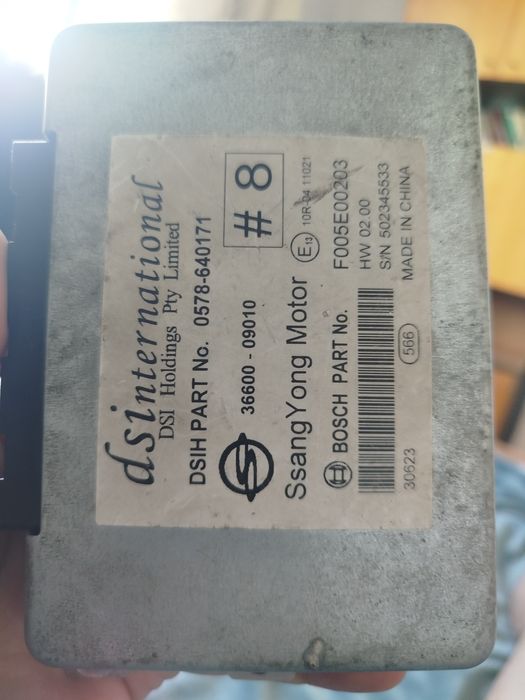 dsinternational
DSI Holdings Pty Limited
DSIH PART No. 0578-640171
36600 - 09010
# 8
SsangYong Motor
E13 10R-04 11021
BOSCH PART No. F005E00203
HW 02.00
S/N 502345533
30623
566
MADE IN CHINA